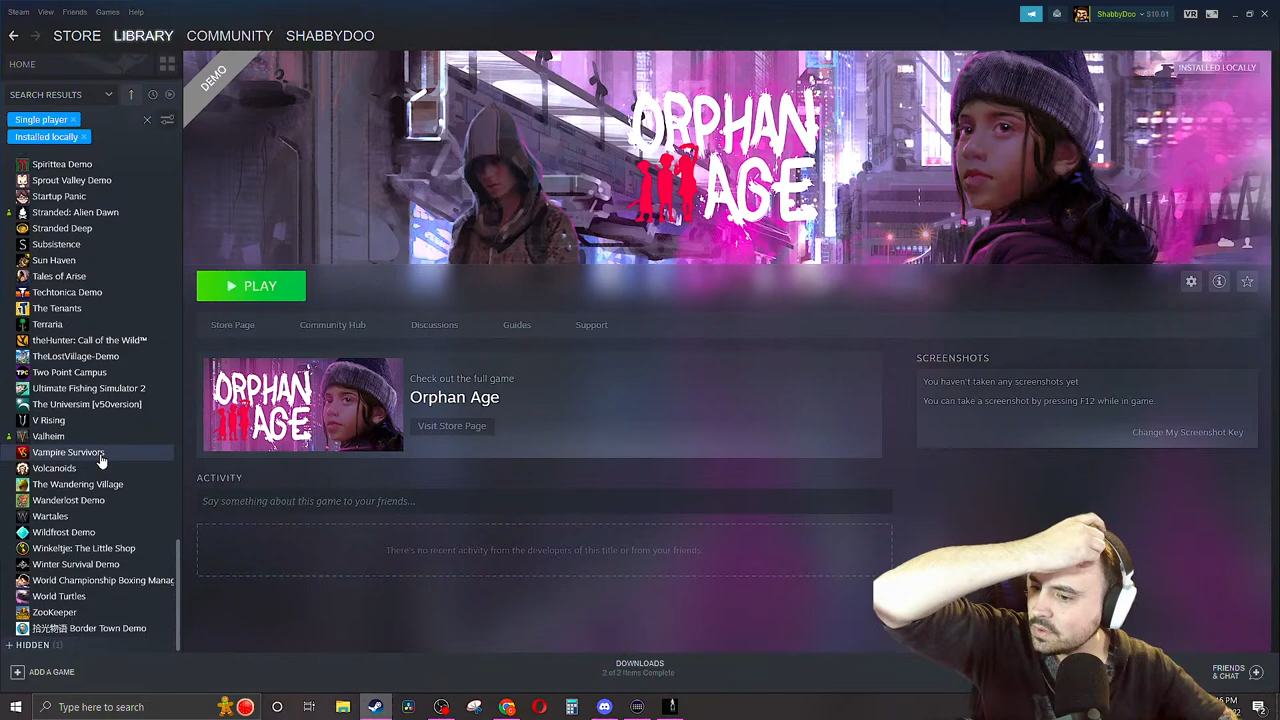 Steam View Friends Games Help
ShabbyDoo $10.01 VR
STORE LIBRARY COMMUNITY SHABBYDOO
HOME
SEARCH RESULTS
Single player
Installed locally
Spirittea Demo
Sprout Valley Demo
Startup Panic
Stranded: Alien Dawn
Stranded Deep
Subsistence
Sun Haven
Tales of Arise
Techtonica Demo
The Tenants
Terraria
theHunter: Call of the Wild™
TheLostVillage-Demo
Two Point Campus
Ultimate Fishing Simulator 2
The Universim [v50version]
V Rising
Valheim
Vampire Survivors
Volcanoids
The Wandering Village
Wanderlost Demo
Wartales
Wildfrost Demo
Winkeltje: The Little Shop
Winter Survival Demo
World Championship Boxing Manag
World Turtles
ZooKeeper
拾光物语 Border Town Demo
HIDDEN (1)
ADD A GAME
DEMO
INSTALLED LOCALLY
ORPHAN
AGE
PLAY
Store Page Community Hub Discussions Guides Support
ORPHAN
AGE
Check out the full game
Orphan Age
Visit Store Page
SCREENSHOTS
You haven't taken any screenshots yet
You can take a screenshot by pressing F12 while in game.
Change My Screenshot Key
ACTIVITY
Say something about this game to your friends...
There's no recent activity from the developers of this title or from your friends.
DOWNLOADS
2 of 2 Items Complete
FRIENDS
& CHAT
Type here to search